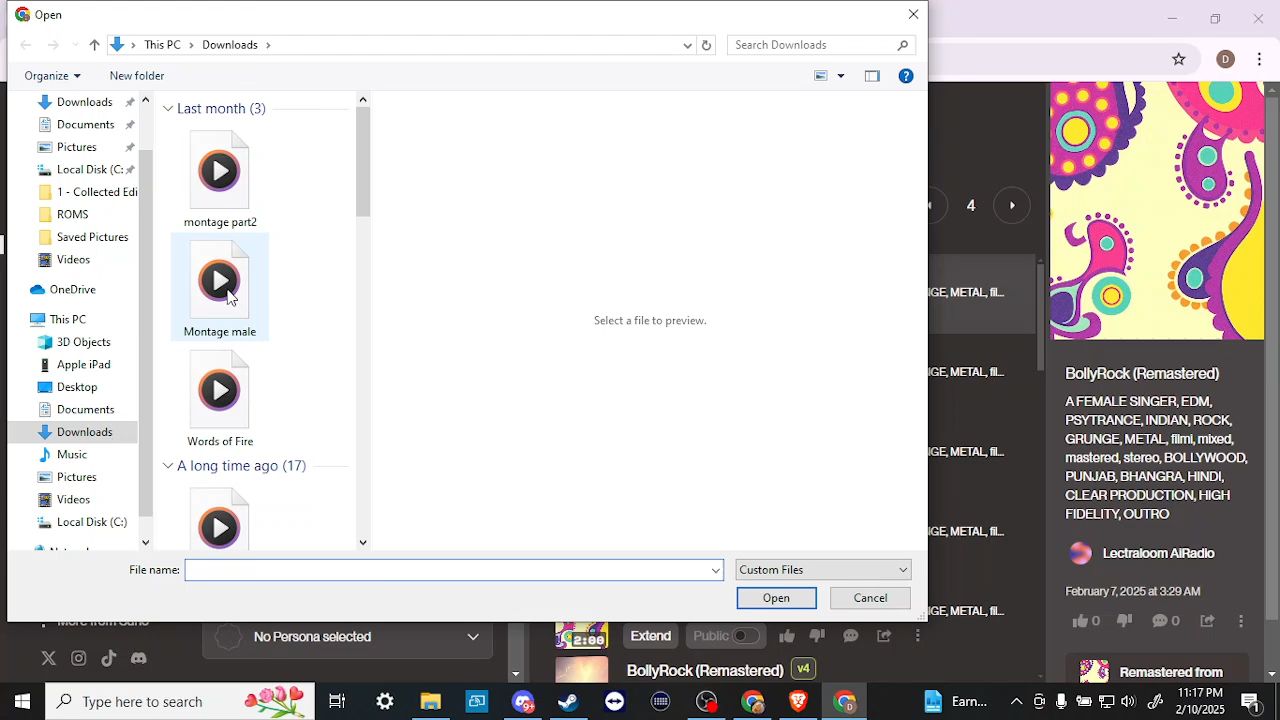 Open
This PC
Downloads
Search Downloads
Organize
New folder
Downloads
Documents
Pictures
Local Disk (C:
1 - Collected Edi
ROMS
Saved Pictures
Videos
OneDrive
This PC
3D Objects
Apple iPad
Desktop
Documents
Downloads
Music
Pictures
Videos
Local Disk (C:)
Last month (3)
montage part2
Montage male
Words of Fire
A long time ago (17)
Select a file to preview.
File name:
Custom Files
Open
Cancel
D
4
GE, METAL, fil...
GE, METAL, fil...
GE, METAL, fil...
GE, METAL, fil...
GE, METAL, fil...
BollyRock (Remastered)
A FEMALE SINGER, EDM,
PSYTRANCE, INDIAN, ROCK,
GRUNGE, METAL, filmi, mixed,
mastered, stereo, BOLLYWOOD,
PUNJAB, BHANGRA, HINDI,
CLEAR PRODUCTION, HIGH
FIDELITY, OUTRO
Lectraloom AIRadio
February 7, 2025 at 3:29 AM
0
0
Remastered from
More from Suno
No Persona selected
2:00
Extend
Public
BollyRock (Remastered)
v4
Type here to search
9+
D
Earn...
11:17 PM
2/10/2025
1